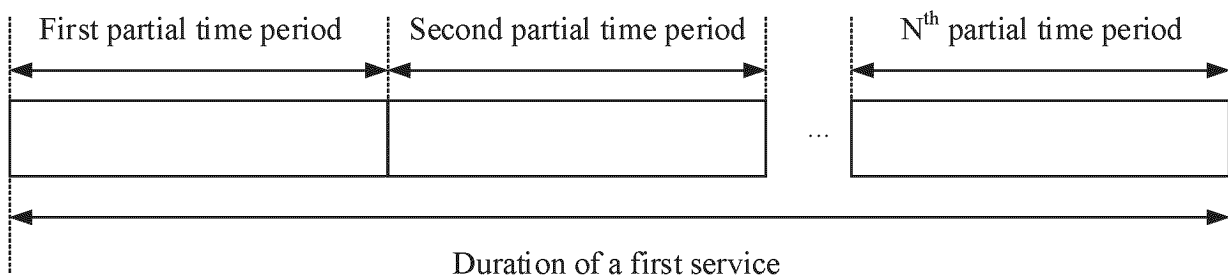 First partial time period Second partial time period Nth partial time period
...
Duration of a first service